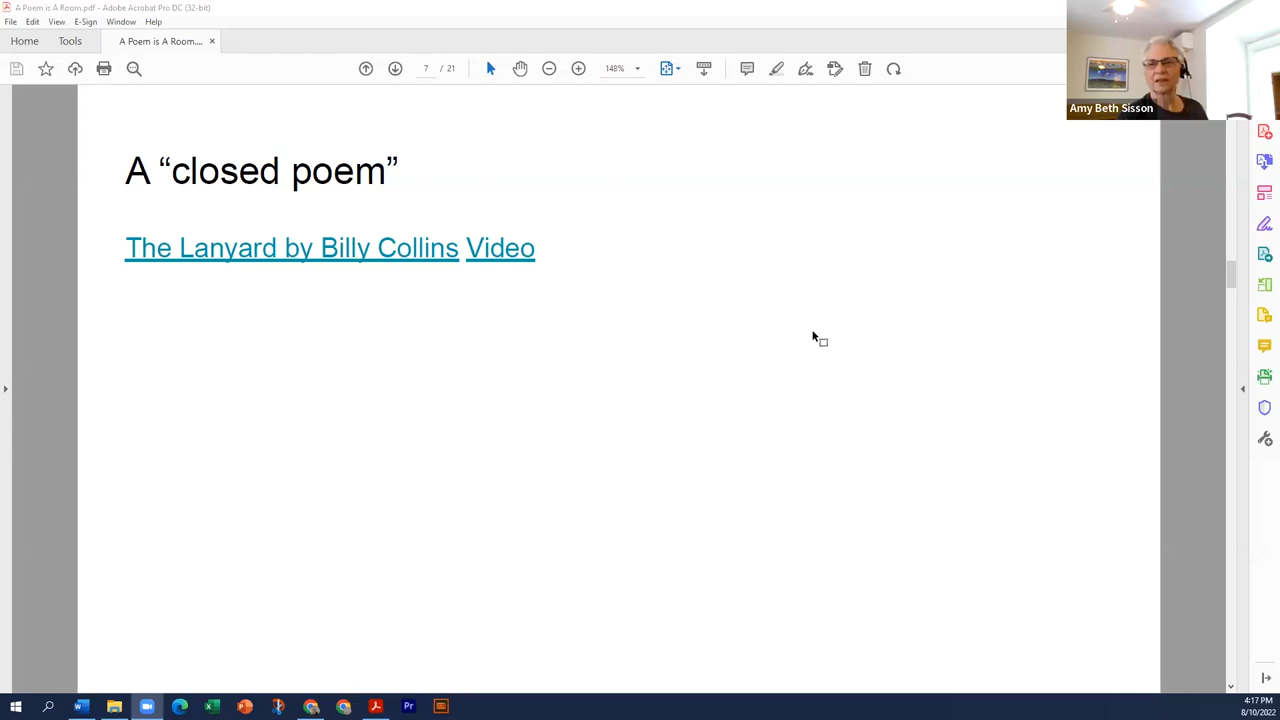 A Poem is A Room.pdf - Adobe Acrobat Pro DC (32-bit)
File Edit View E-Sign Window Help
Home Tools A Poem is A Room.... ×
7 / 21 148%
Amy Beth Sisson
A “closed poem”
The Lanyard by Billy Collins Video
4:17 PM
8/10/2022